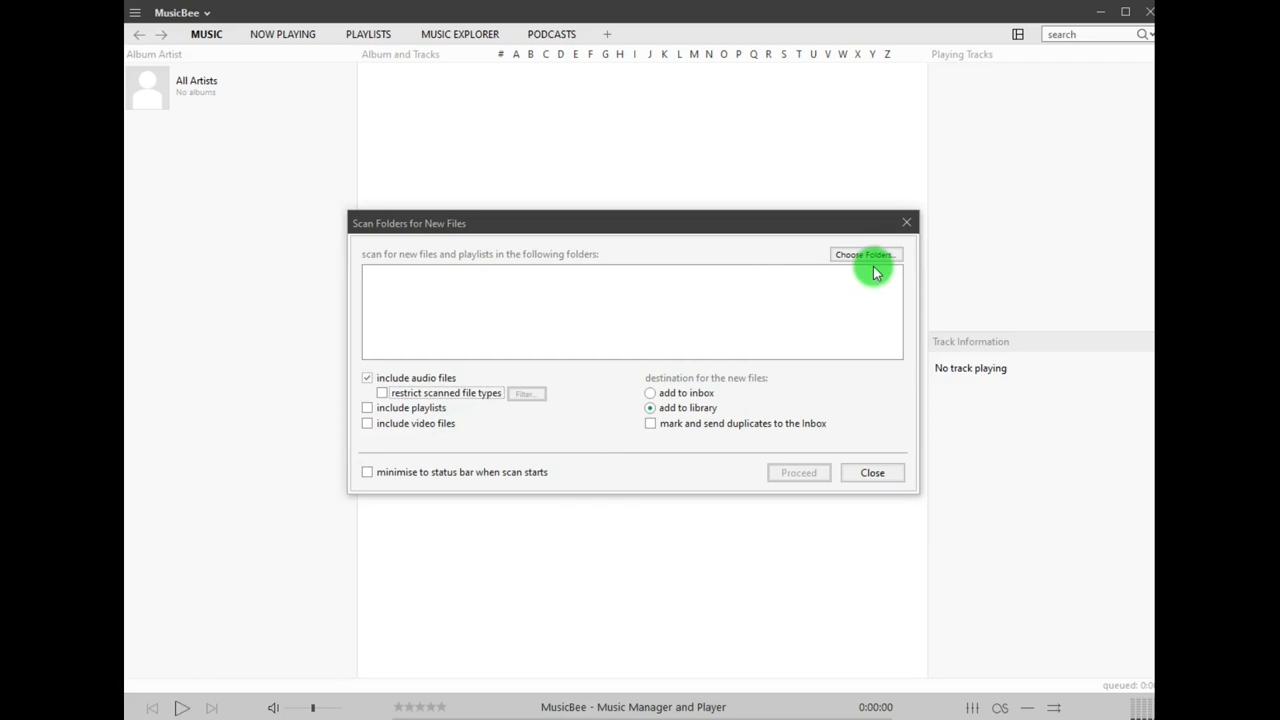 MusicBee
MUSIC NOW PLAYING PLAYLISTS MUSIC EXPLORER PODCASTS + search
Album Artist Album and Tracks # A B C D E F G H I J K L M N O P Q R S T U V W X Y Z Playing Tracks
All Artists
No albums
Scan Folders for New Files
scan for new files and playlists in the following folders: Choose Folders...
Track Information
No track playing
include audio files destination for the new files:
restrict scanned file types Filter... add to inbox
include playlists add to library
include video files mark and send duplicates to the Inbox
minimise to status bar when scan starts Proceed Close
queued: 0:0
MusicBee - Music Manager and Player 0:00:00